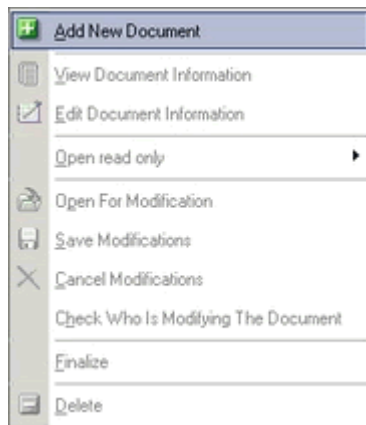 Add New Document
View Document Information
Edit Document Information
Open read only
Open For Modification
Save Modifications
Cancel Modifications
Check Who Is Modifying The Document
Finalize
Delete